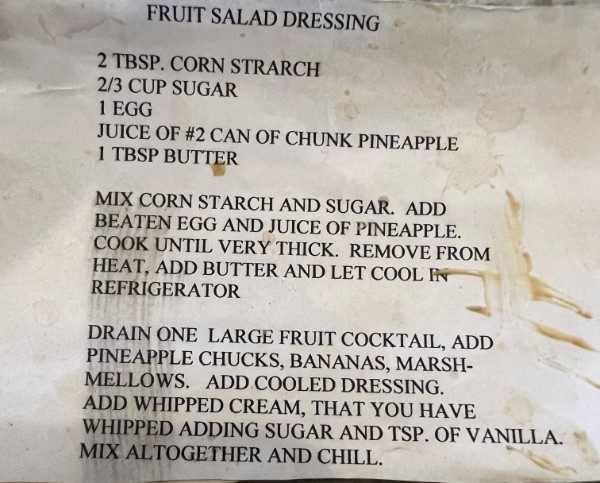 FRUIT SALAD DRESSING
2 TBSP. CORN STRARCH
2/3 CUP SUGAR
1 EGG
JUICE OF #2 CAN OF CHUNK PINEAPPLE
1 TBSP BUTTER
MIX CORN STARCH AND SUGAR. ADD
BEATEN EGG AND JUICE OF PINEAPPLE.
COOK UNTIL VERY THICK. REMOVE FROM
HEAT, ADD BUTTER AND LET COOL IN
REFRIGERATOR
DRAIN ONE LARGE FRUIT COCKTAIL, ADD
PINEAPPLE CHUCKS, BANANAS, MARSH-
MELLOWS. ADD COOLED DRESSING.
ADD WHIPPED CREAM, THAT YOU HAVE
WHIPPED ADDING SUGAR AND TSP. OF VANILLA.
MIX ALTOGETHER AND CHILL.